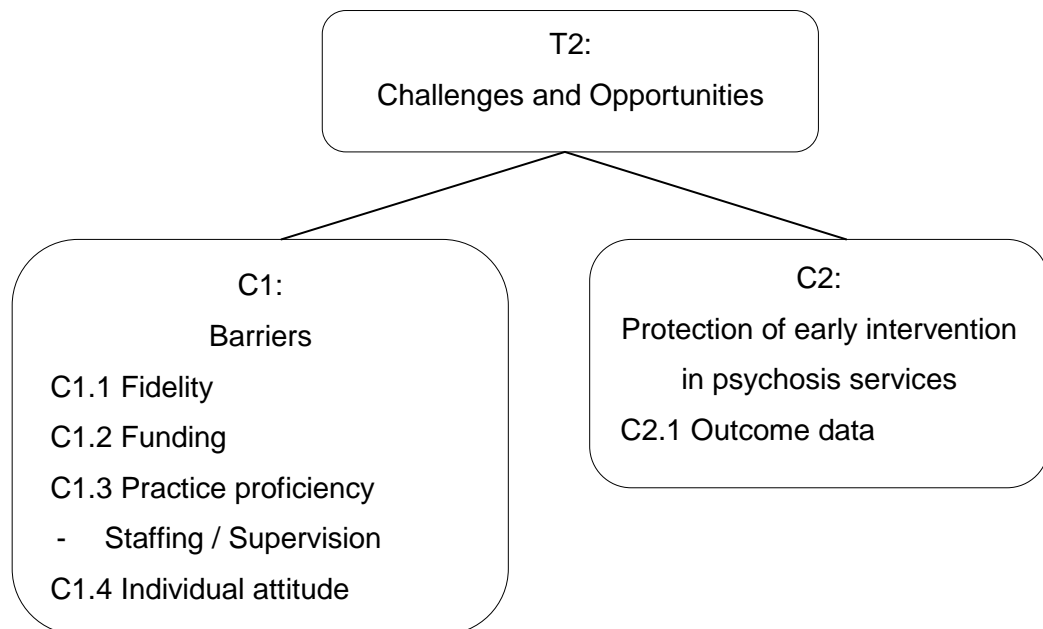 T2:
Challenges and Opportunities
C1:
Barriers
C1.1 Fidelity
C1.2 Funding
C1.3 Practice proficiency
- Staffing / Supervision
C1.4 Individual attitude
C2:
Protection of early intervention
in psychosis services
C2.1 Outcome data